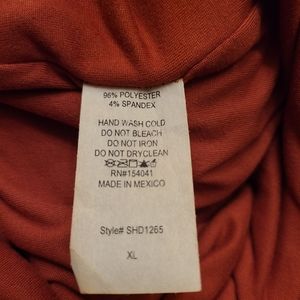 96% POLYESTER
4% SPANDEX
HAND WASH COLD
DO NOT BLEACH
DO NOT IRON
DO NOT DRYCLEAN
RN#154041
MADE IN MEXICO
Style# SHD1265
XL